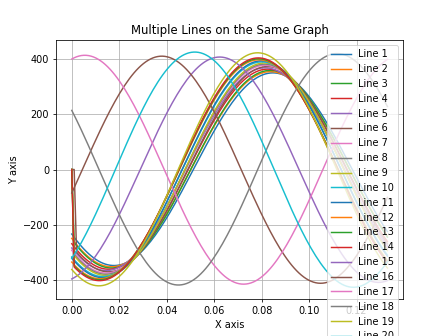 Multiple Lines on the Same Graph
Y axis
400
200
0
−200
−400
0.00
0.02
0.04
0.06
0.08
0.10
X axis
Line 1
Line 2
Line 3
Line 4
Line 5
Line 6
Line 7
Line 8
Line 9
Line 10
Line 11
Line 12
Line 13
Line 14
Line 15
Line 16
Line 17
Line 18
Line 19
Line 20